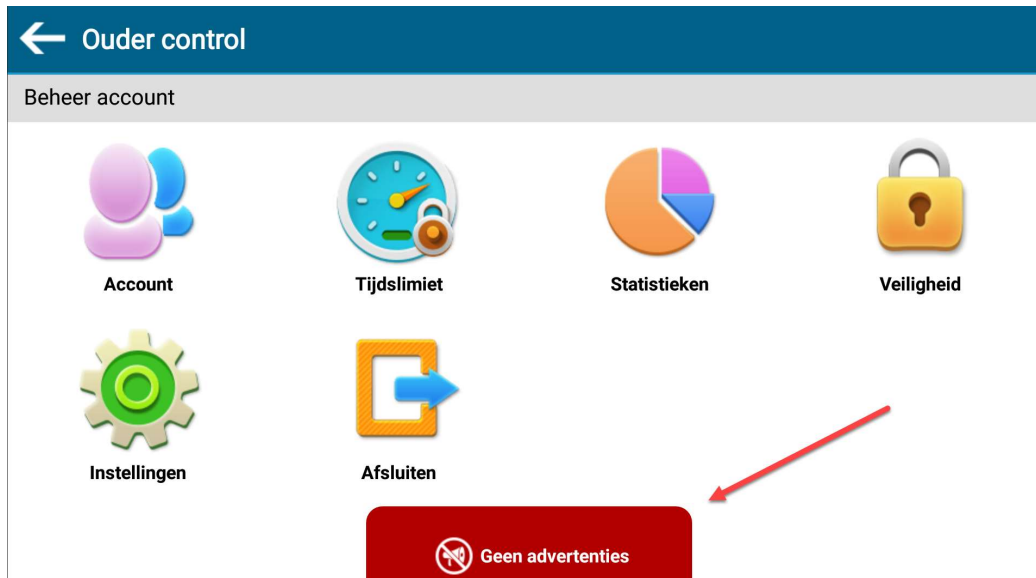 Ouder control
Beheer account
Account
Tijdslimiet
Statistieken
Veiligheid
Instellingen
Afsluiten
Geen advertenties